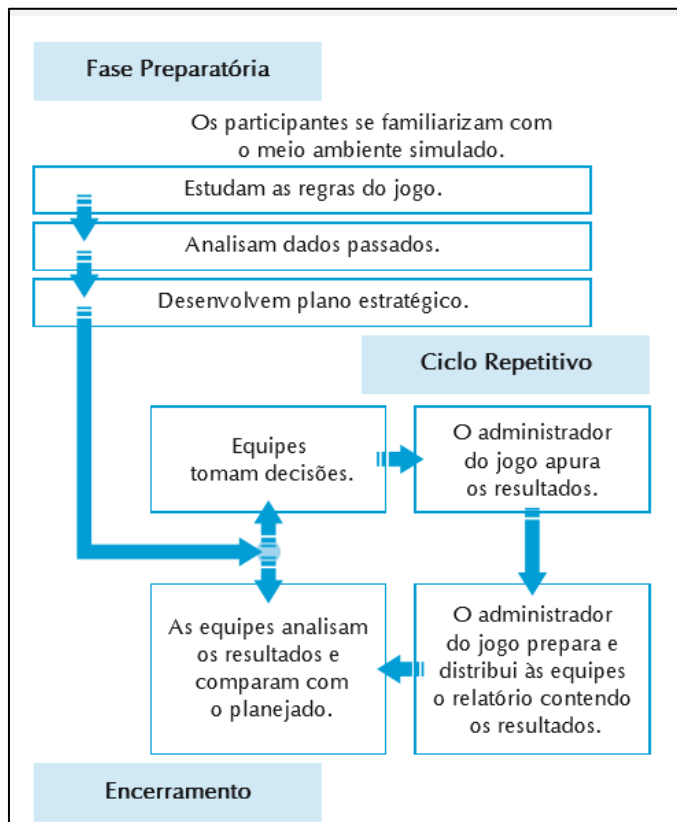 Fase Preparatória
Os participantes se familiarizam com
o meio ambiente simulado.
Estudam as regras do jogo.
Analisam dados passados.
Desenvolvem plano estratégico.
Ciclo Repetitivo
Equipes
tomam decisões.
O administrador
do jogo apura
os resultados.
As equipes analisam
os resultados e
comparam com
o planejado.
O administrador
do jogo prepara e
distribui às equipes
o relatório contendo
os resultados.
Encerramento